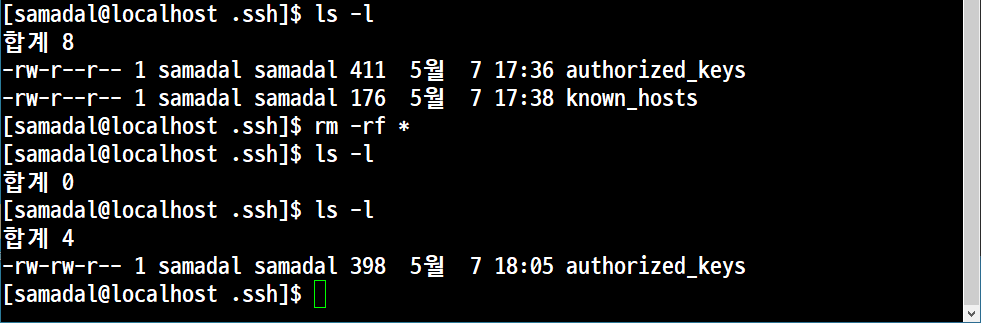 [samadal@localhost .ssh]$ ls -l
합계 8
-rw-r--r-- 1 samadal samadal 411  5월  7 17:36 authorized_keys
-rw-r--r-- 1 samadal samadal 176  5월  7 17:38 known_hosts
[samadal@localhost .ssh]$ rm -rf *
[samadal@localhost .ssh]$ ls -l
합계 0
[samadal@localhost .ssh]$ ls -l
합계 4
-rw-rw-r-- 1 samadal samadal 398  5월  7 18:05 authorized_keys
[samadal@localhost .ssh]$